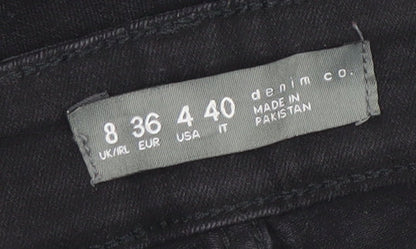 8 36 4 40
UK/IRL EUR USA IT
denim co.
MADE IN
PAKISTAN